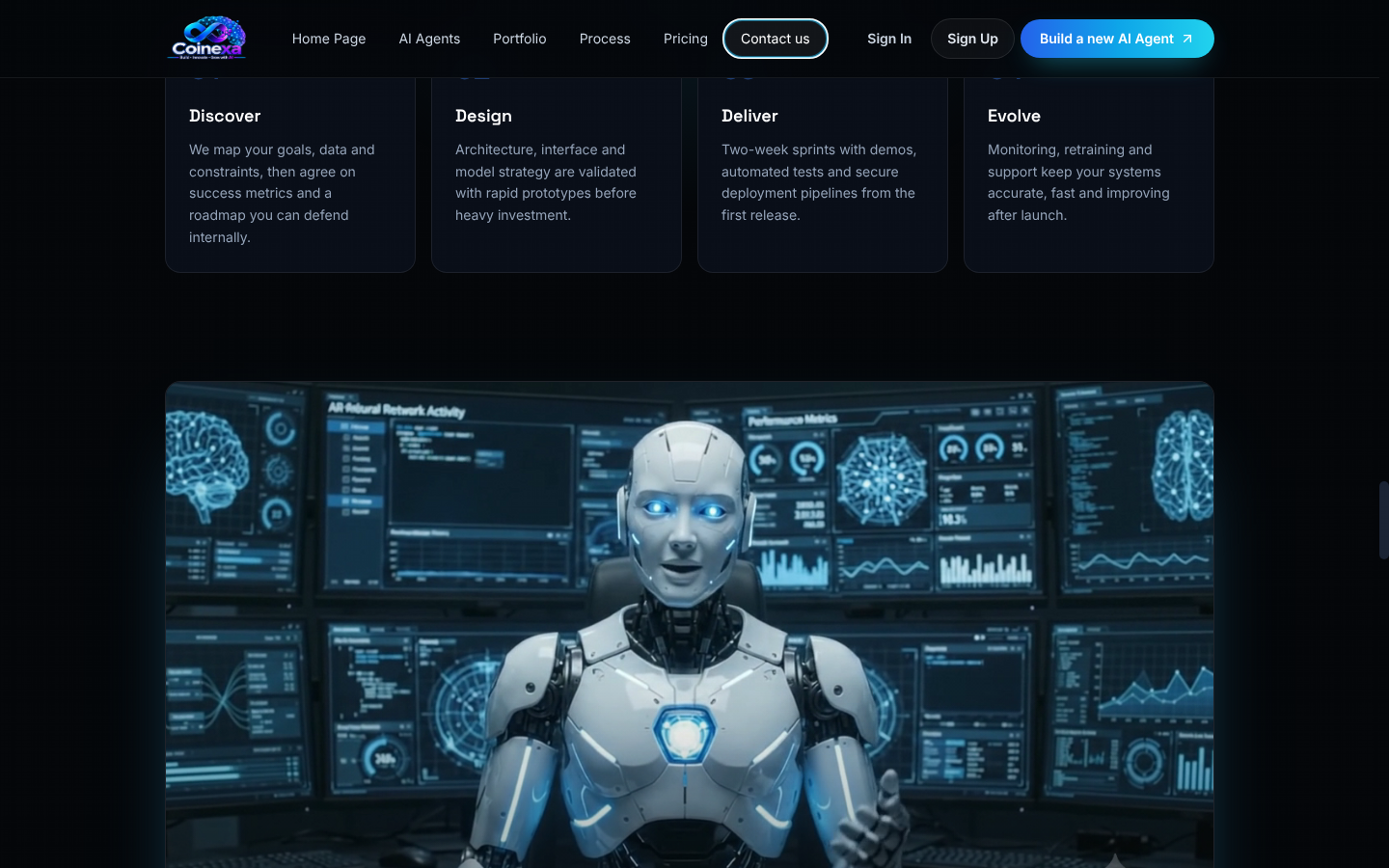 Coinexa
Home Page
AI Agents
Portfolio
Process
Pricing
Contact us
Sign In
Sign Up
Build a new AI Agent
Discover
We map your goals, data and
constraints, then agree on
success metrics and a
roadmap you can defend
internally.
Design
Architecture, interface and
model strategy are validated
with rapid prototypes before
heavy investment.
Deliver
Two-week sprints with demos,
automated tests and secure
deployment pipelines from the
first release.
Evolve
Monitoring, retraining and
support keep your systems
accurate, fast and improving
after launch.
Performance Metrics